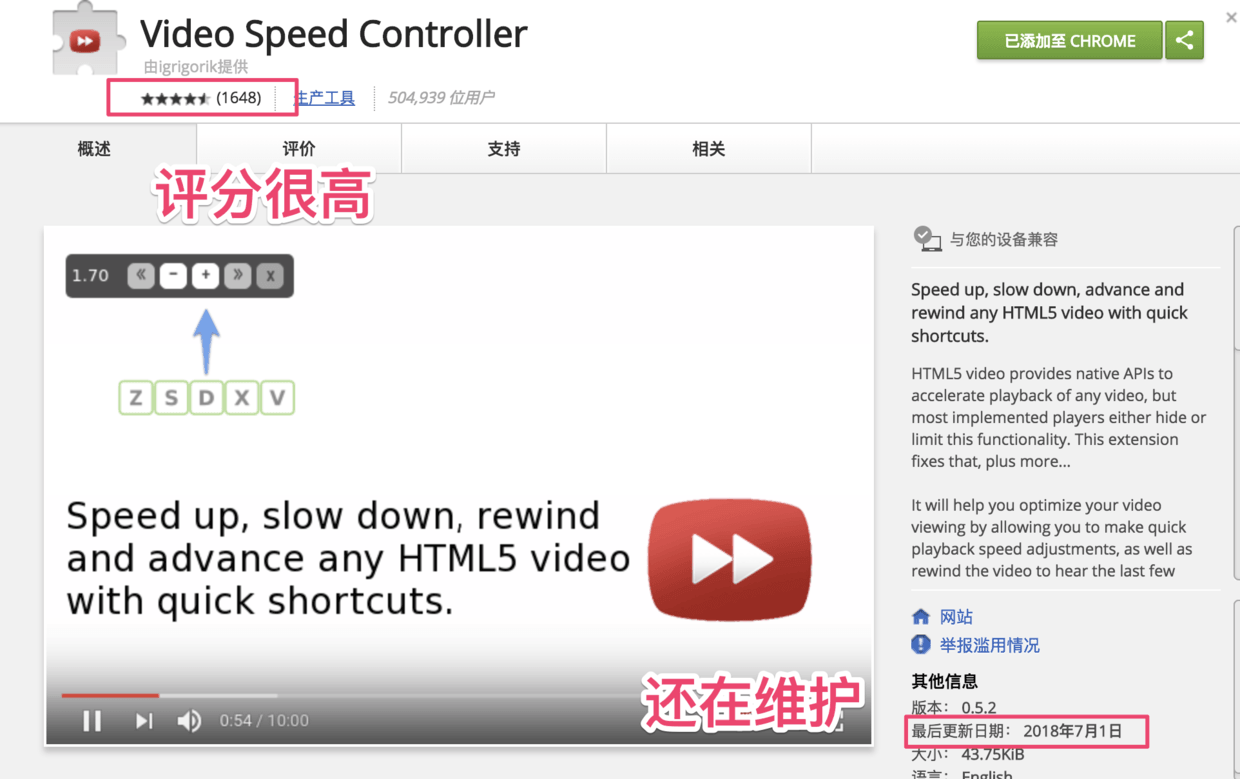 Video Speed Controller
由igrigorik提供
(1648) 生产工具 504,939 位用户
已添加至 CHROME
概述 评价 支持 相关
评分很高
1.70 « - + » x
Z S D X V
Speed up, slow down, rewind
and advance any HTML5 video
with quick shortcuts.
0:54 / 10:00
还在维护
与您的设备兼容
Speed up, slow down, advance and
rewind any HTML5 video with quick
shortcuts.
HTML5 video provides native APIs to
accelerate playback of any video, but
most implemented players either hide or
limit this functionality. This extension
fixes that, plus more...
It will help you optimize your video
viewing by allowing you to make quick
playback speed adjustments, as well as
rewind the video to hear the last few
网站
举报滥用情况
其他信息
版本： 0.5.2
最后更新日期： 2018年7月1日
大小： 43.75KiB
语言： English